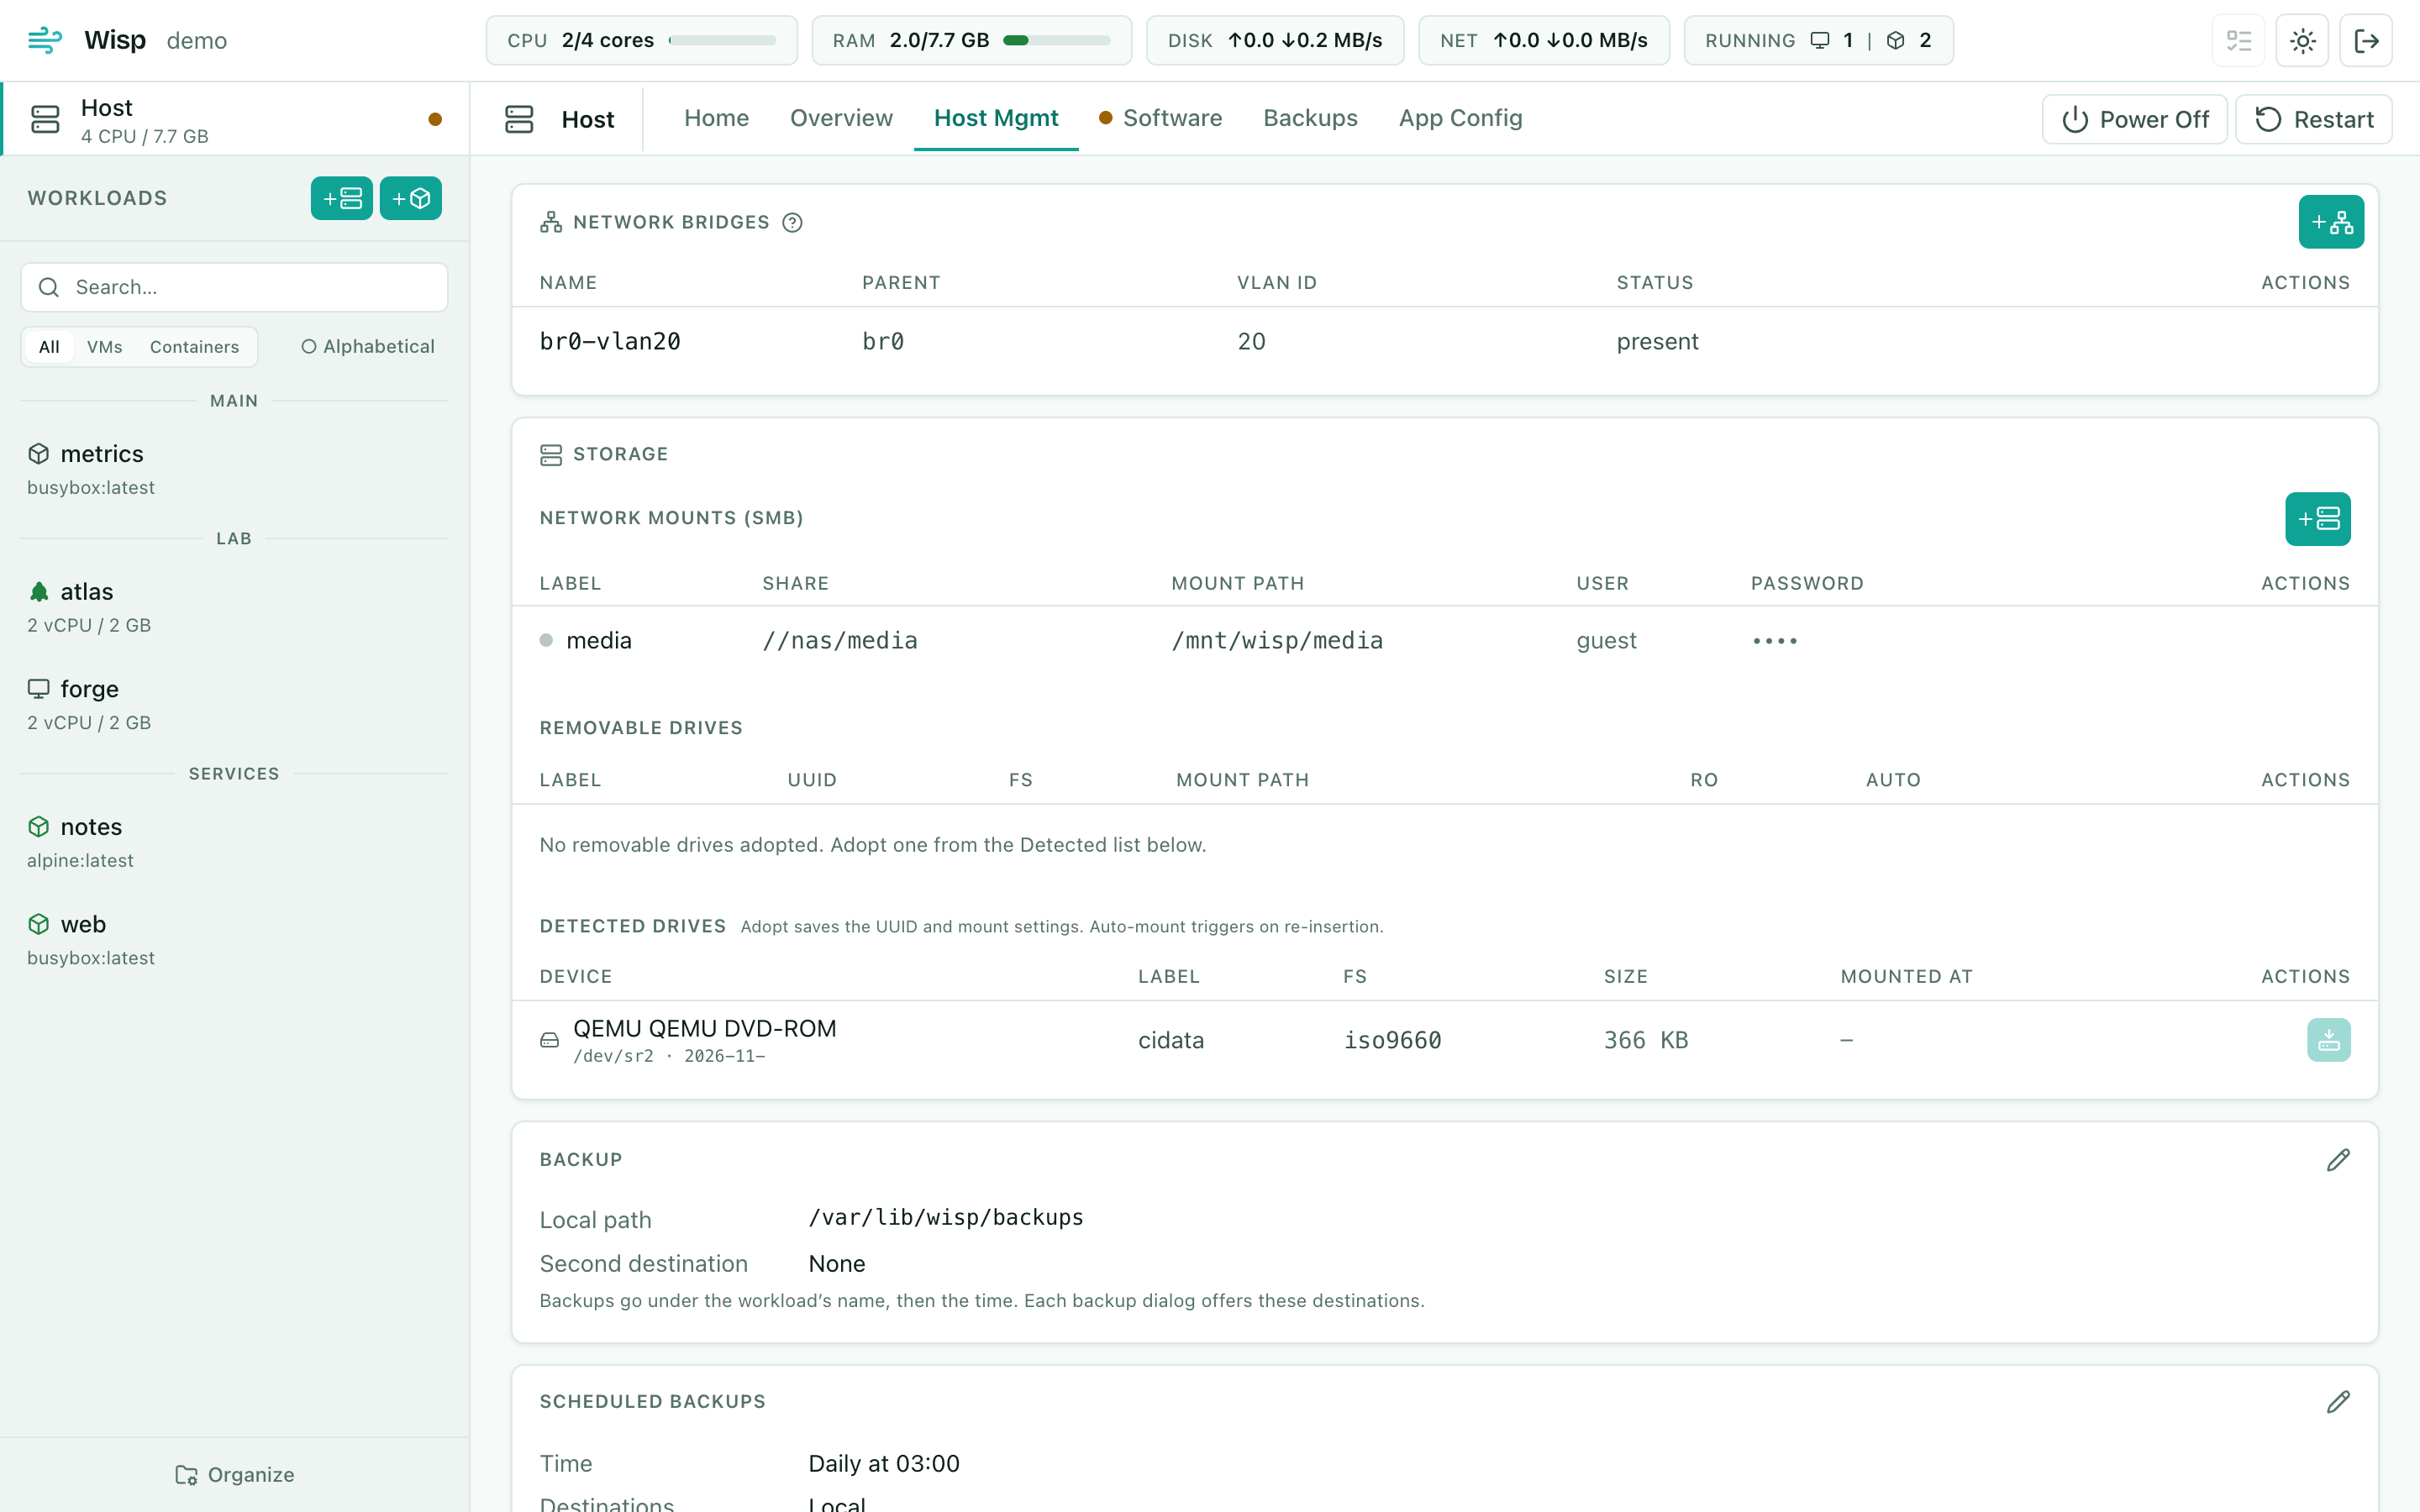 Wisp demo
CPU 2/4 cores
RAM 2.0/7.7 GB
DISK ↑0.0 ↓0.2 MB/s
NET ↑0.0 ↓0.0 MB/s
RUNNING 1 | 2
Host
4 CPU / 7.7 GB
Host
Home Overview Host Mgmt Software Backups App Config
Power Off Restart
WORKLOADS
Search...
All VMs Containers Alphabetical
MAIN
metrics
busybox:latest
LAB
atlas
2 vCPU / 2 GB
forge
2 vCPU / 2 GB
SERVICES
notes
alpine:latest
web
busybox:latest
Organize
NETWORK BRIDGES
NAME PARENT VLAN ID STATUS ACTIONS
br0-vlan20 br0 20 present
STORAGE
NETWORK MOUNTS (SMB)
LABEL SHARE MOUNT PATH USER PASSWORD ACTIONS
media //nas/media /mnt/wisp/media guest ••••
REMOVABLE DRIVES
LABEL UUID FS MOUNT PATH RO AUTO ACTIONS
No removable drives adopted. Adopt one from the Detected list below.
DETECTED DRIVES Adopt saves the UUID and mount settings. Auto-mount triggers on re-insertion.
DEVICE LABEL FS SIZE MOUNTED AT ACTIONS
QEMU QEMU DVD-ROM cidata iso9660 366 KB –
/dev/sr2 · 2026-11-
BACKUP
Local path /var/lib/wisp/backups
Second destination None
Backups go under the workload’s name, then the time. Each backup dialog offers these destinations.
SCHEDULED BACKUPS
Time Daily at 03:00
Destinations Local